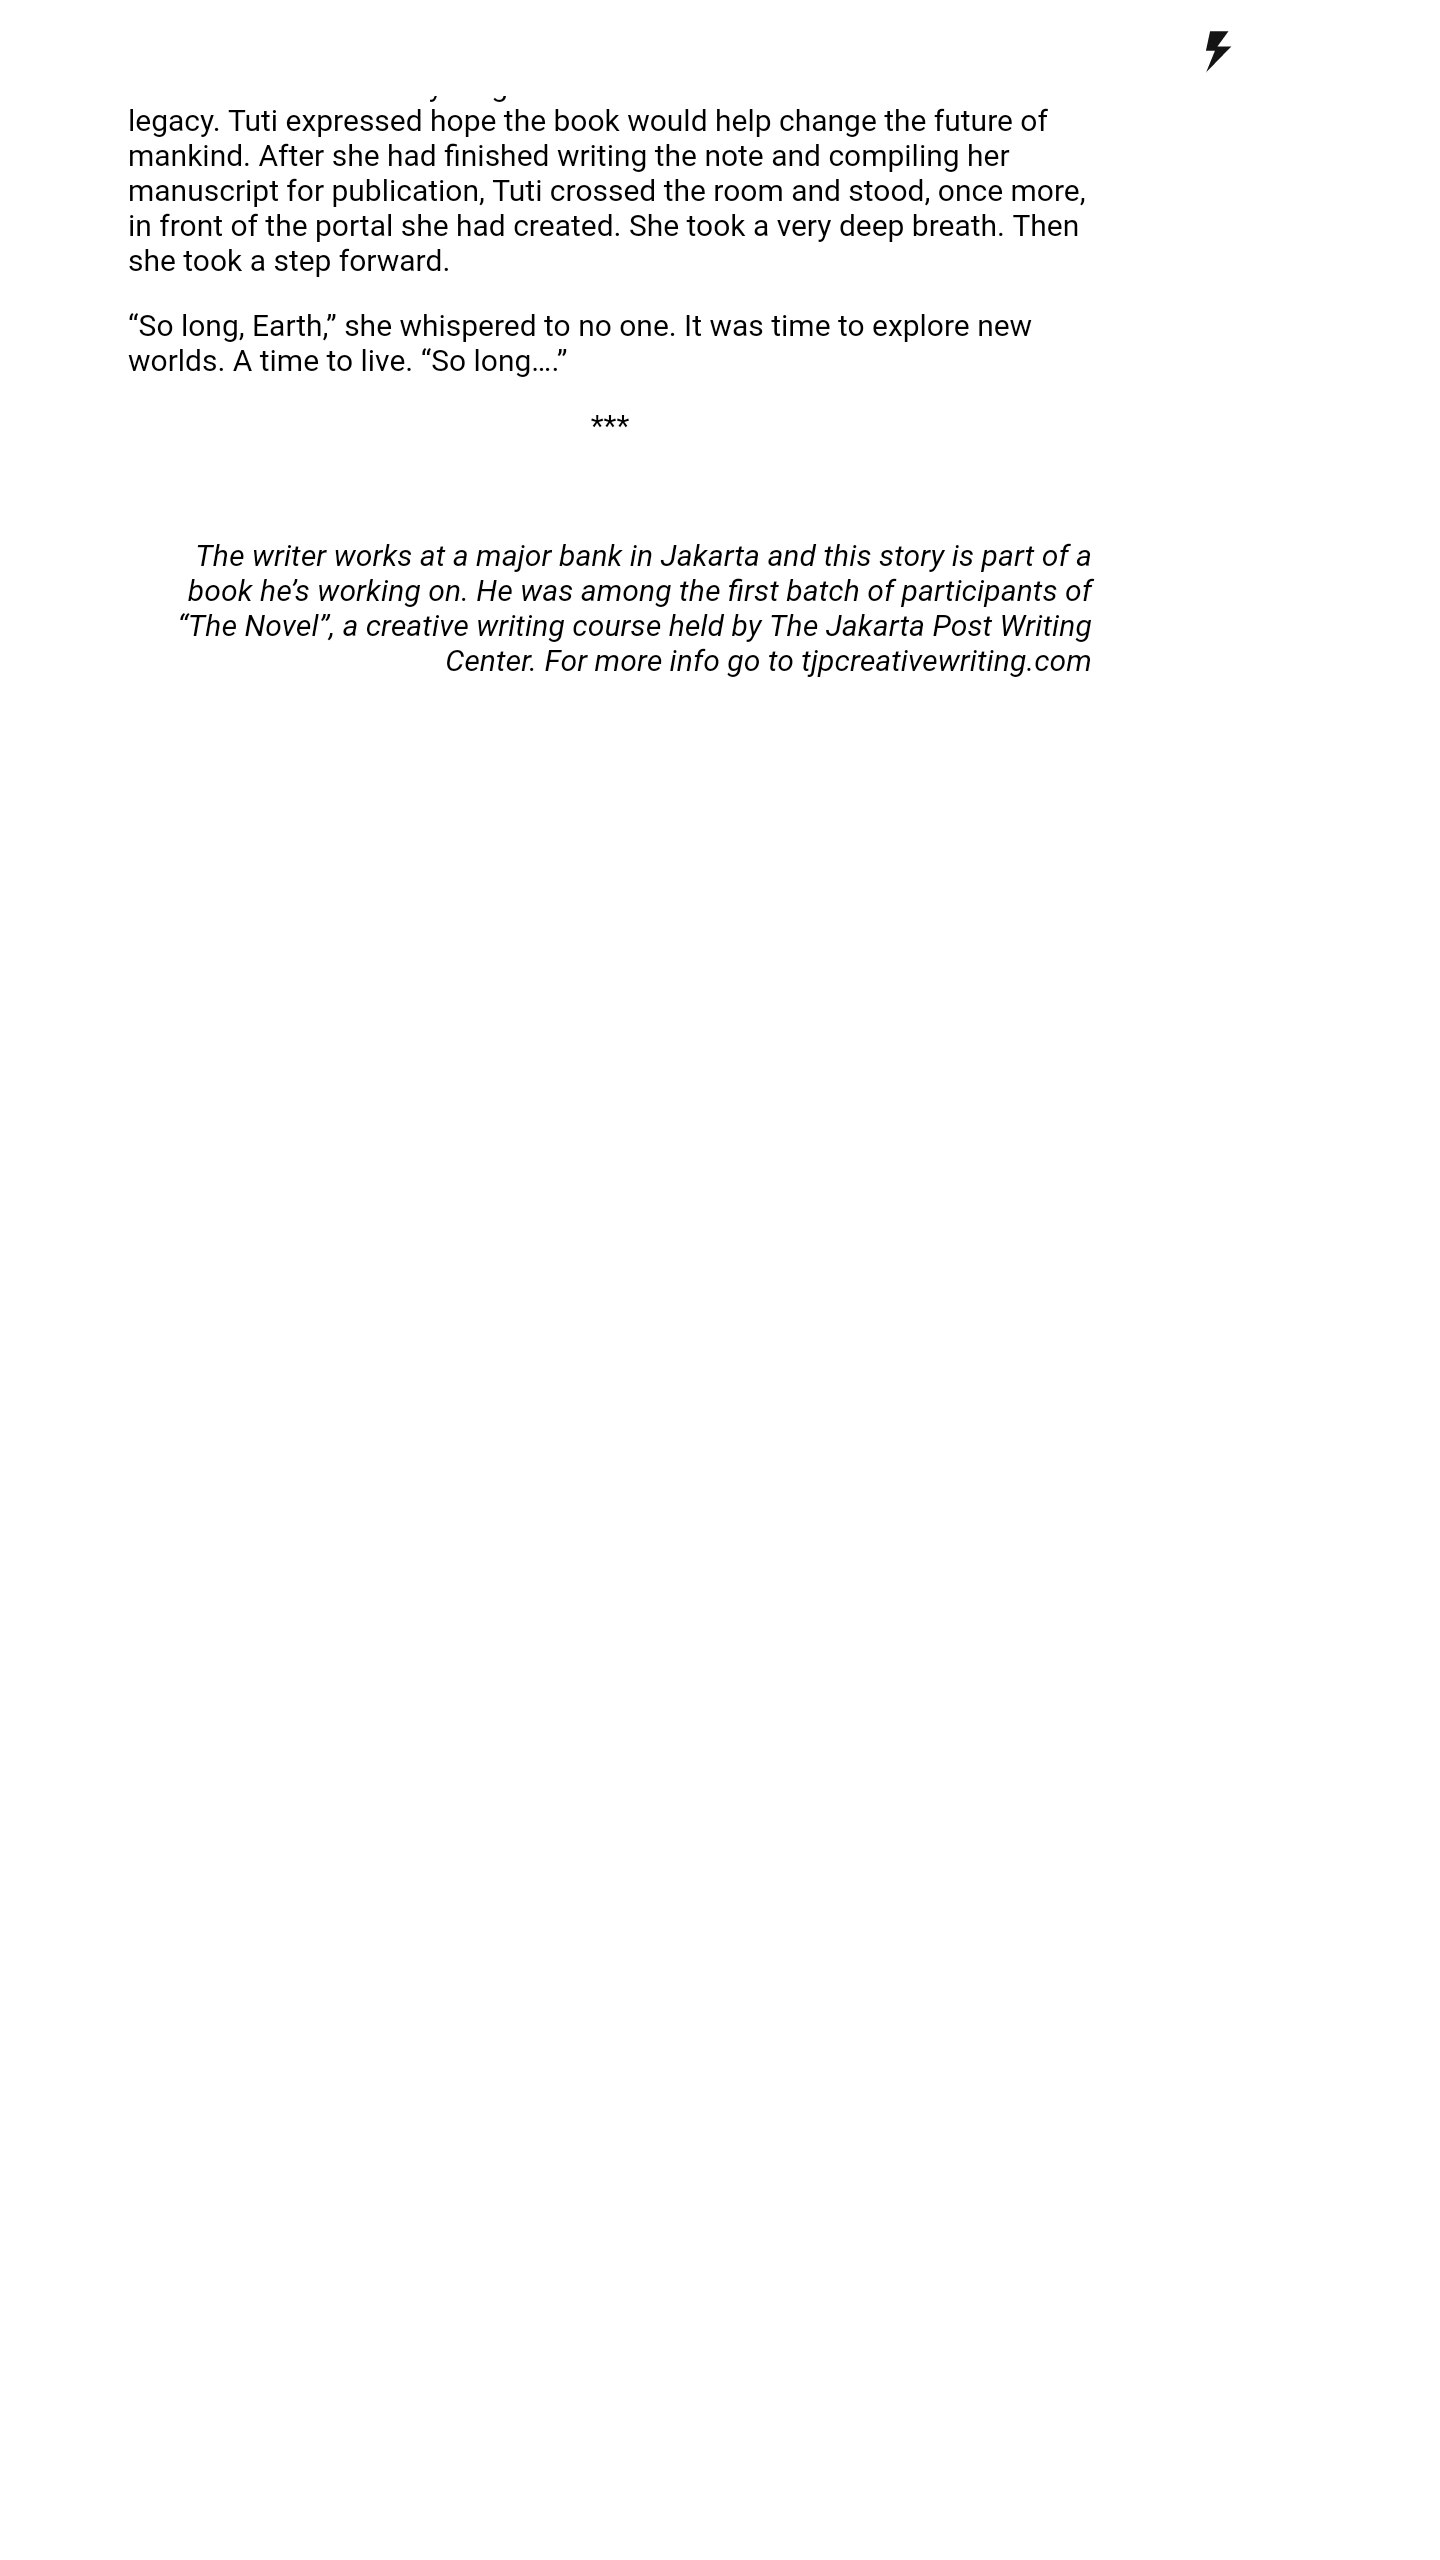 legacy. Tuti expressed hope the book would help change the future of
mankind. After she had finished writing the note and compiling her
manuscript for publication, Tuti crossed the room and stood, once more,
in front of the portal she had created. She took a very deep breath. Then
she took a step forward.
“So long, Earth,” she whispered to no one. It was time to explore new
worlds. A time to live. “So long….”
***
The writer works at a major bank in Jakarta and this story is part of a
book he’s working on. He was among the first batch of participants of
“The Novel”, a creative writing course held by The Jakarta Post Writing
Center. For more info go to tjpcreativewriting.com